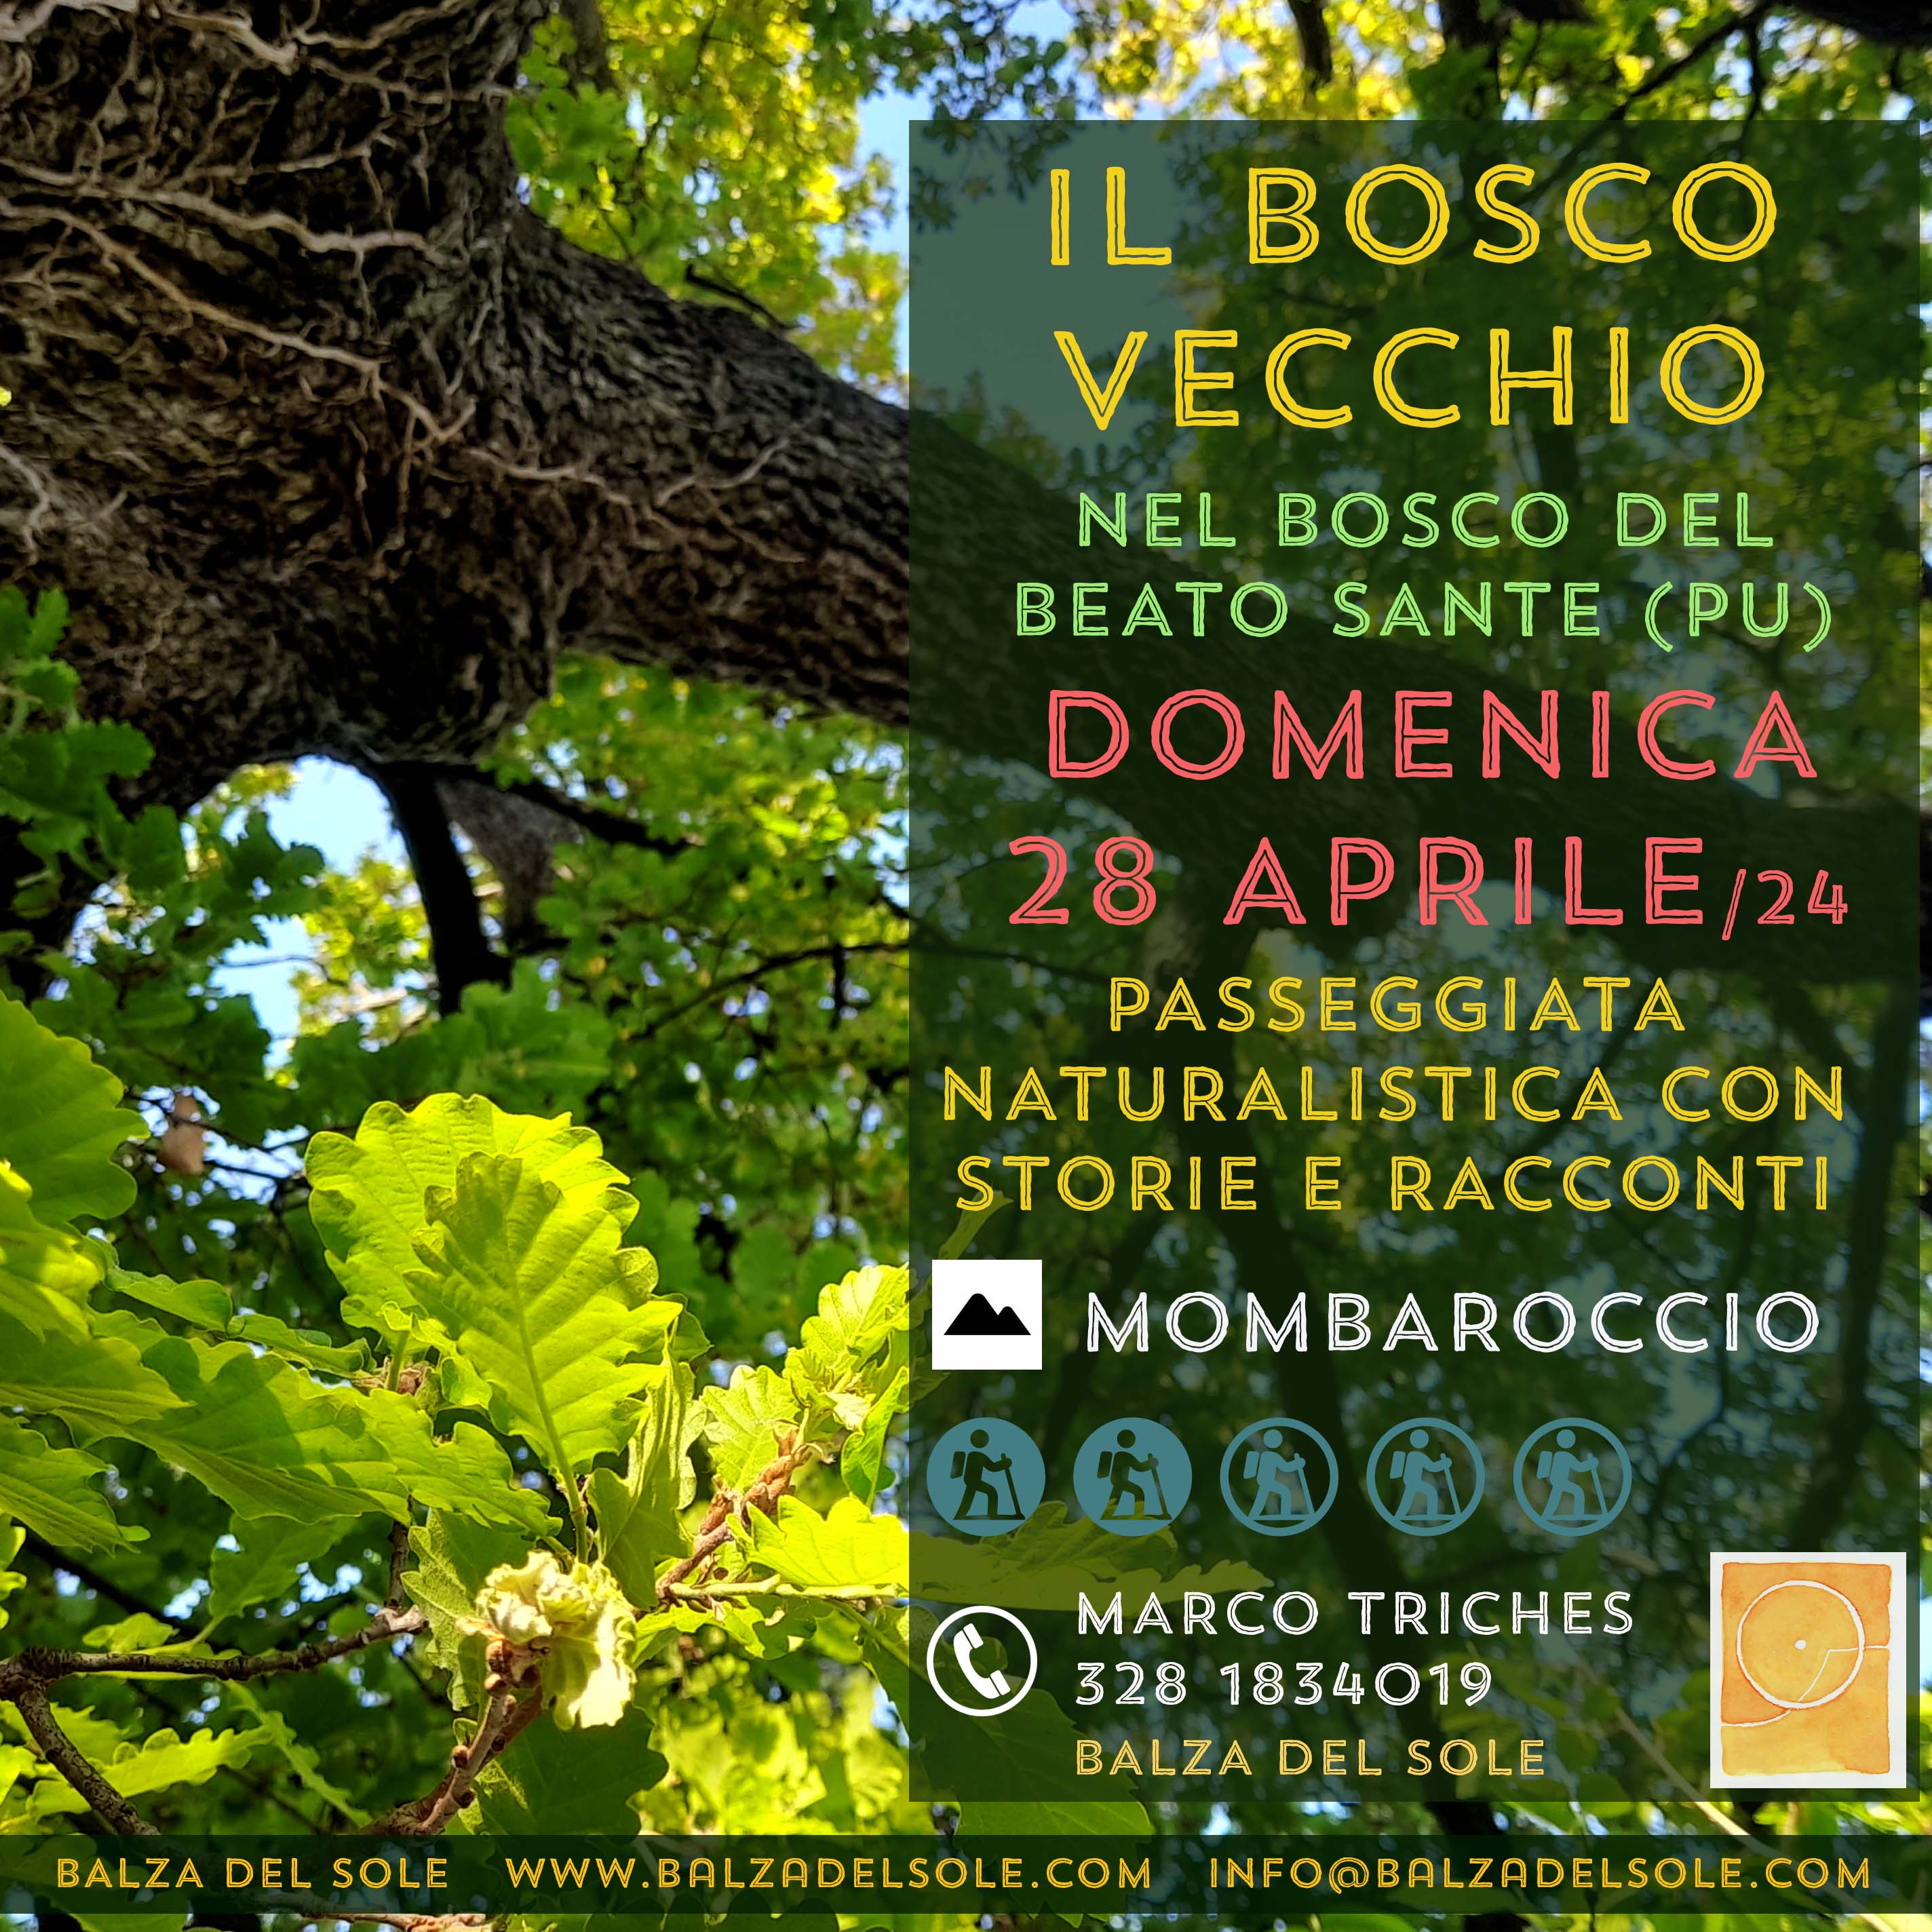 IL BOSCO
VECCHIO
NEL BOSCO DEL
BEATO SANTE (PU)
DOMENICA
28 APRILE/24
PASSEGGIATA
NATURALISTICA CON
STORIE E RACCONTI
MOMBAROCCIO
MARCO TRICHES
328 1834019
BALZA DEL SOLE
BALZA DEL SOLE WWW.BALZADELSOLE.COM INFO@BALZADELSOLE.COM